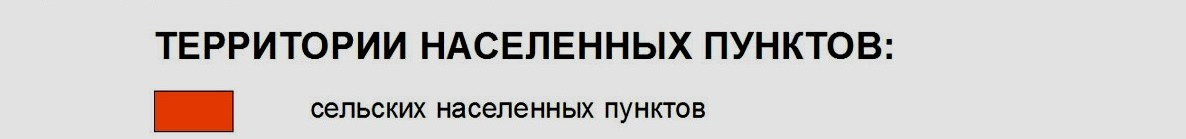 ТЕРРИТОРИИ НАСЕЛЕННЫХ ПУНКТОВ:
сельских населенных пунктов